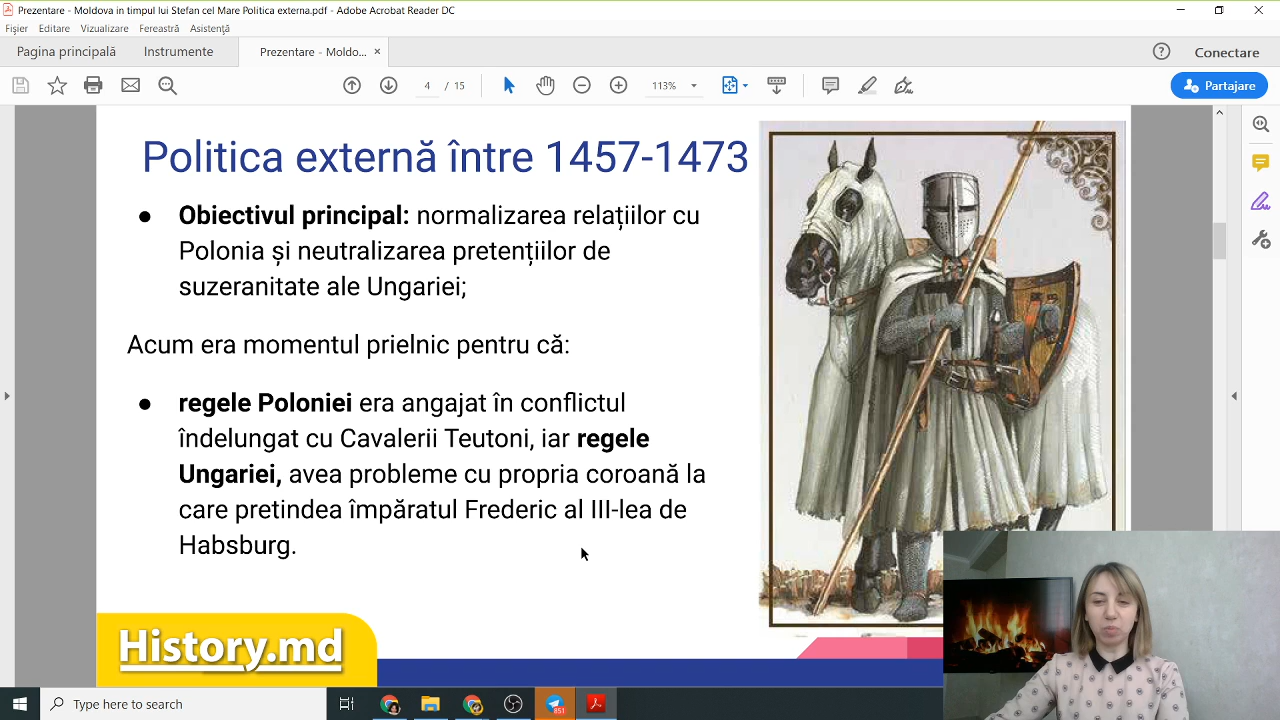 Prezentare - Moldova in timpul lui Stefan cel Mare Politica externa.pdf - Adobe Acrobat Reader DC
Fișier Editare Vizualizare Fereastră Asistență
Pagina principală Instrumente Prezentare - Moldo... × Conectare
4 / 15 113% Partajare
Politica externă între 1457-1473
● Obiectivul principal: normalizarea relațiilor cu
Polonia și neutralizarea pretențiilor de
suzeranitate ale Ungariei;
Acum era momentul prielnic pentru că:
● regele Poloniei era angajat în conflictul
îndelungat cu Cavalerii Teutoni, iar regele
Ungariei, avea probleme cu propria coroană la
care pretindea împăratul Frederic al III-lea de
Habsburg.
History.md
Type here to search
851